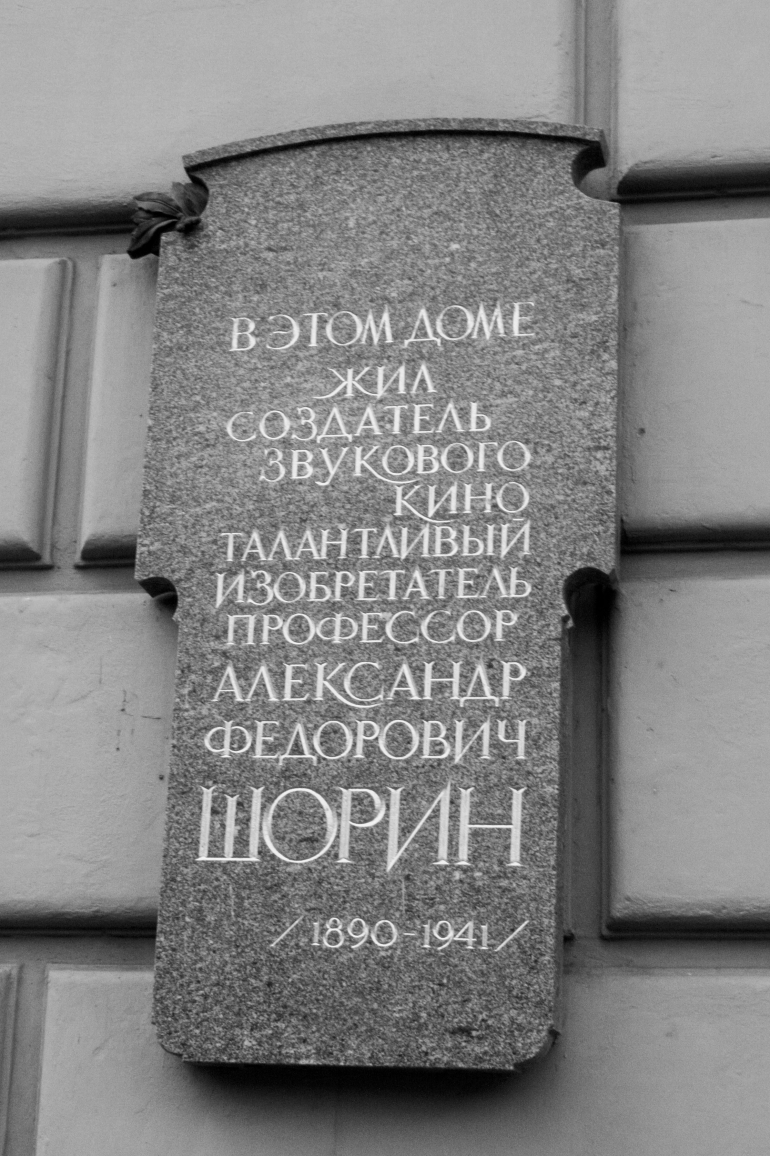 В ЭТОМ ДОМЕ
ЖИЛ
СОЗДАТЕЛЬ
ЗВУКОВОГО
КИНО
ТАЛАНТЛИВЫЙ
ИЗОБРЕТАТЕЛЬ
ПРОФЕССОР
АЛЕКСАНДР
ФЕДОРОВИЧ
ШОРИН
/1890-1941/